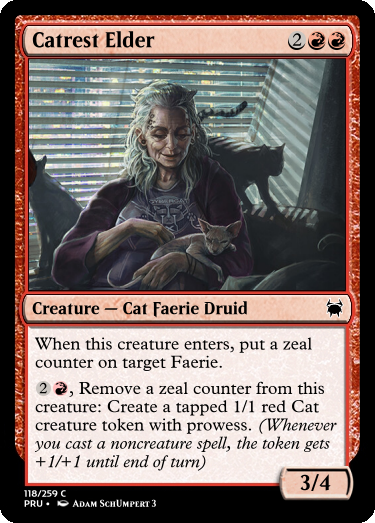 Catrest Elder 2
Creature — Cat Faerie Druid
When this creature enters, put a zeal
counter on target Faerie.
2 , Remove a zeal counter from this
creature: Create a tapped 1/1 red Cat
creature token with prowess. (Whenever
you cast a noncreature spell, the token gets
+1/+1 until end of turn)
3/4
118/259 C
PRU • Adam SchUmpert 3